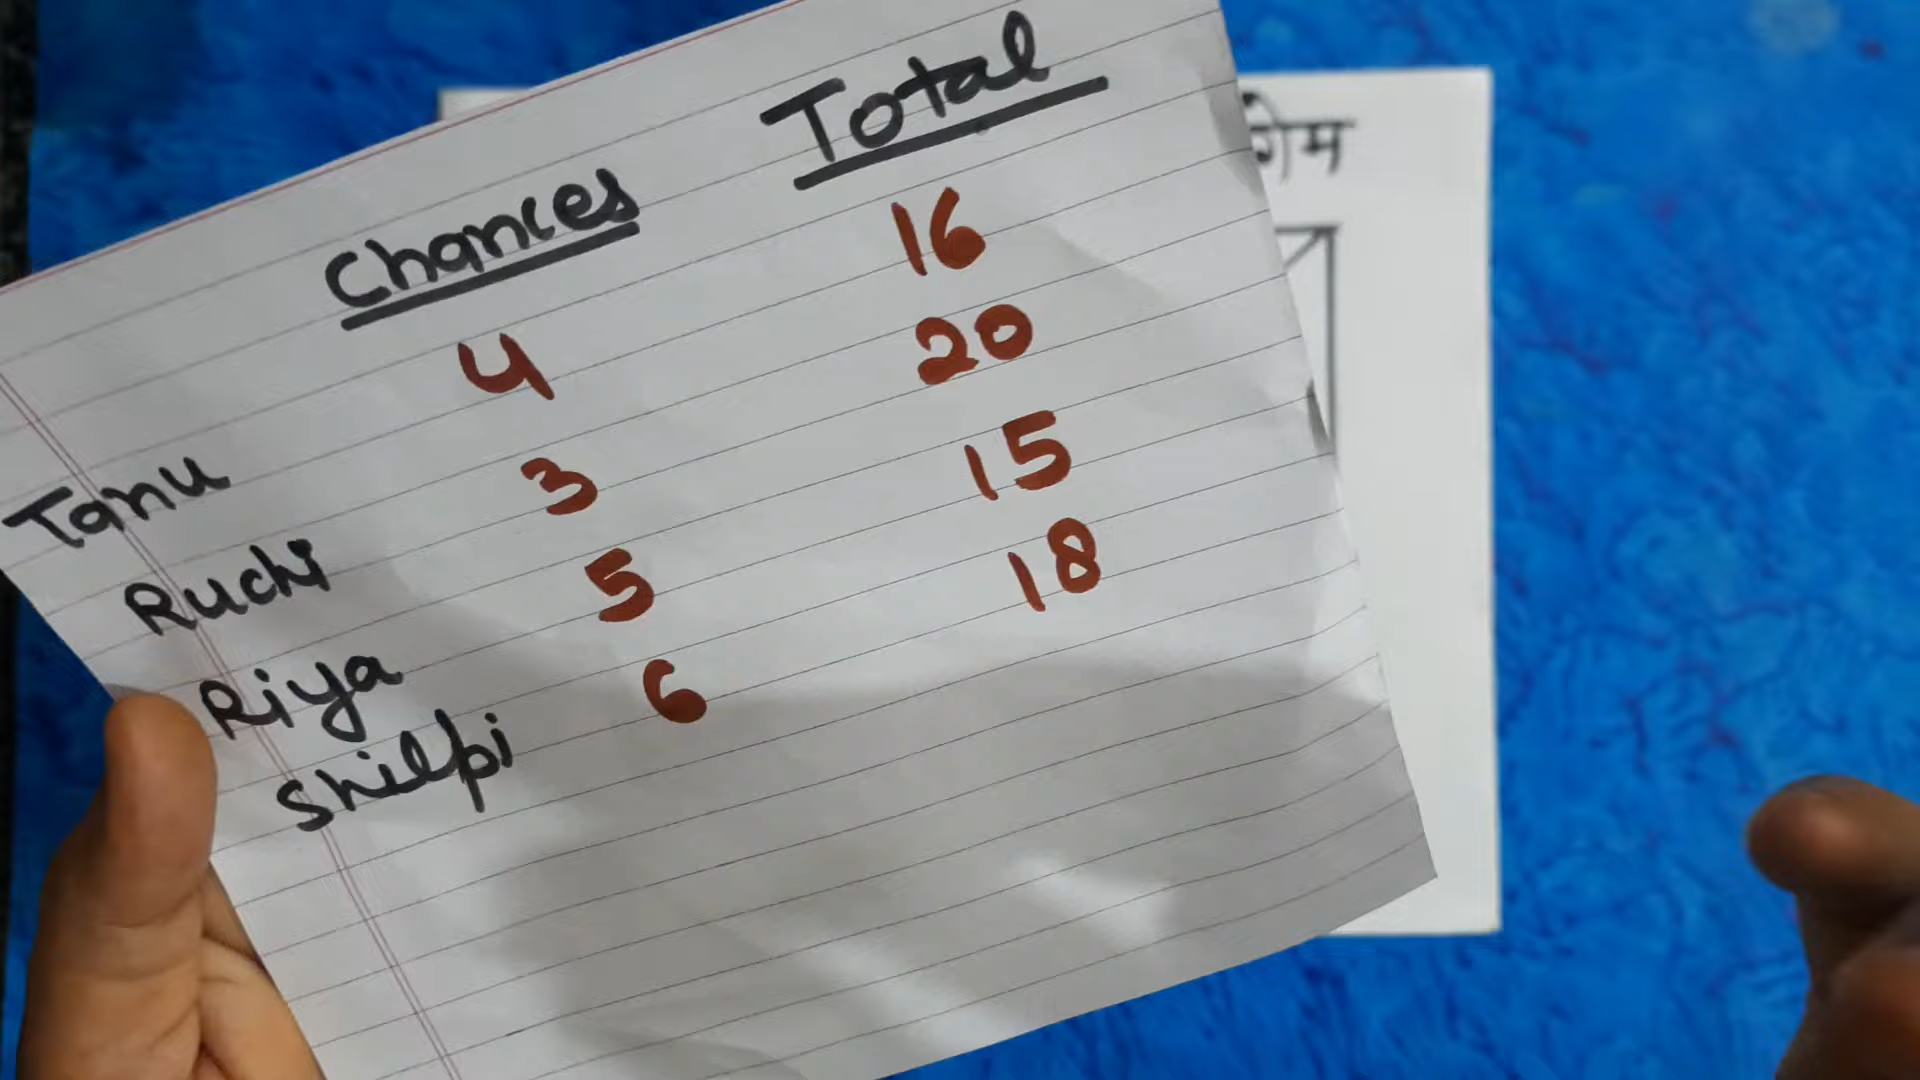 Chances Total
Tanu 4 16
Ruchi 3 20
Riya 5 15
Shilpi 6 18